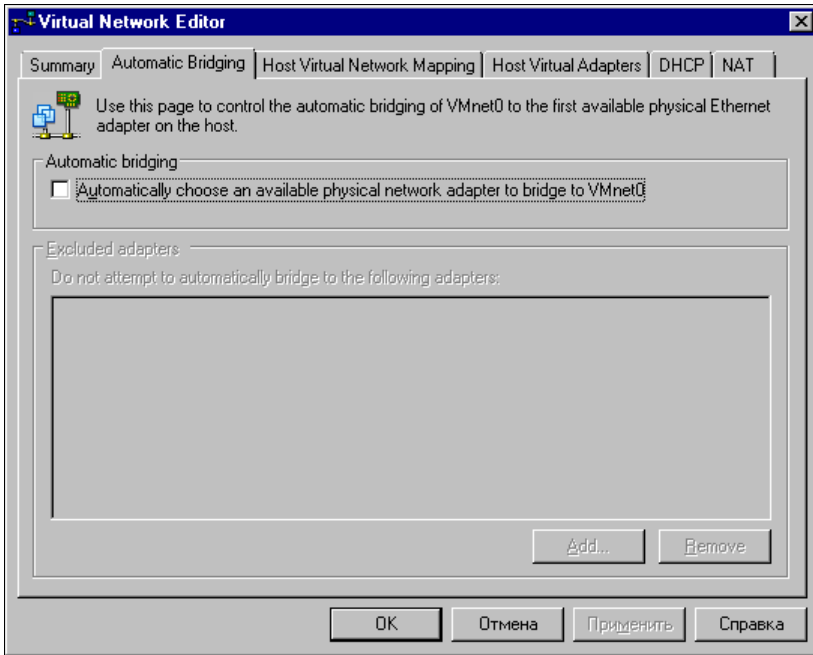 Virtual Network Editor
Summary
Automatic Bridging
Host Virtual Network Mapping
Host Virtual Adapters
DHCP
NAT
Use this page to control the automatic bridging of VMnet0 to the first available physical Ethernet
adapter on the host.
Automatic bridging
Automatically choose an available physical network adapter to bridge to VMnet0
Excluded adapters
Do not attempt to automatically bridge to the following adapters:
Add...
Remove
OK
Отмена
Применить
Справка